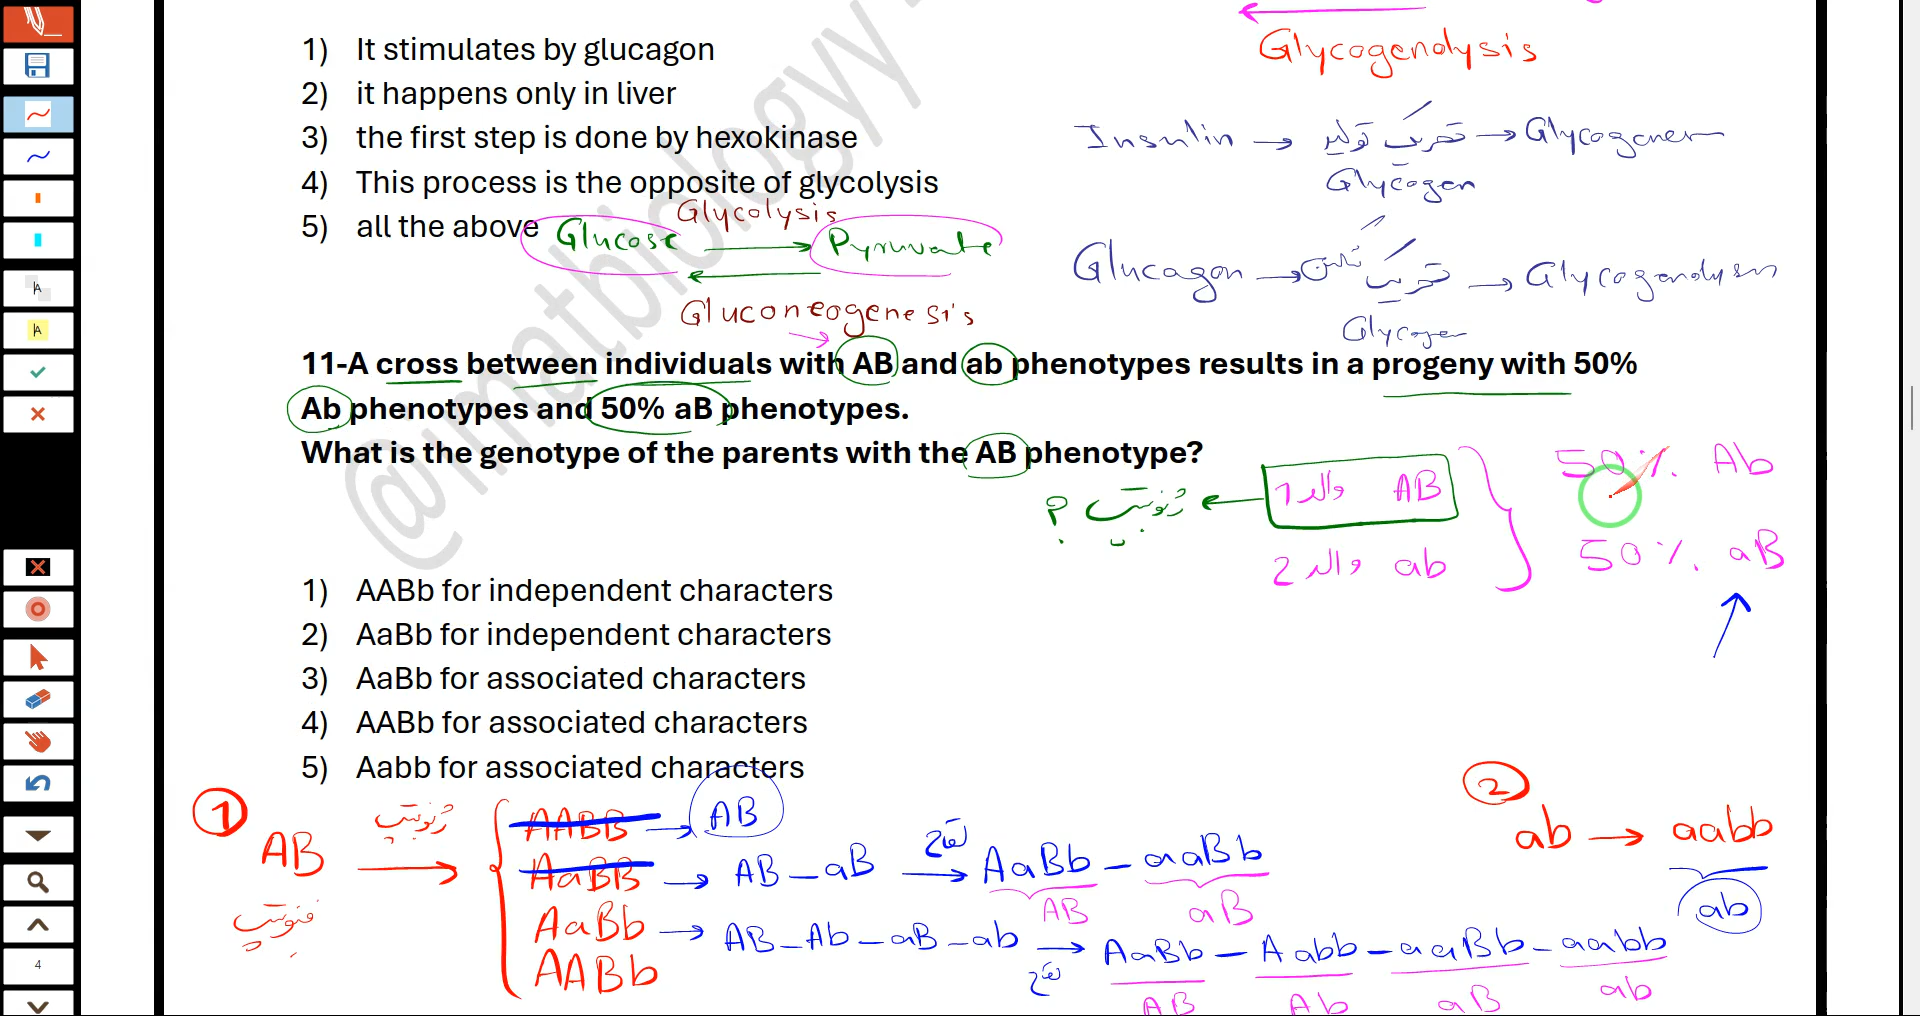 Glycogenolysis
1) It stimulates by glucagon
2) it happens only in liver
3) the first step is done by hexokinase
4) This process is the opposite of glycolysis
5) all the above
Insulin → تحریک تولید → Glycogenes
Glycogen
Glycolysis
Glucose → Pyruvate
Gluconeogenesis
Glucagon → تحریک → Glycogenolysis
Glycogen
11-A cross between individuals with AB and ab phenotypes results in a progeny with 50%
Ab phenotypes and 50% aB phenotypes.
What is the genotype of the parents with the AB phenotype?
والد 1 AB
ژنوتیپ ؟
والد 2 ab
50% Ab
50% aB
1) AABb for independent characters
2) AaBb for independent characters
3) AaBb for associated characters
4) AABb for associated characters
5) Aabb for associated characters
1
AB ژنوتیپ →
فنوتیپ
AABB → AB
AaBB → AB – aB لقاح → AaBb – aaBb
AB aB
AaBb → AB – Ab – aB – ab لقاح → AaBb – Aabb – aaBb – aabb
AB Ab aB ab
AABb
2
ab → aabb
ab
@imatbiologyy
4